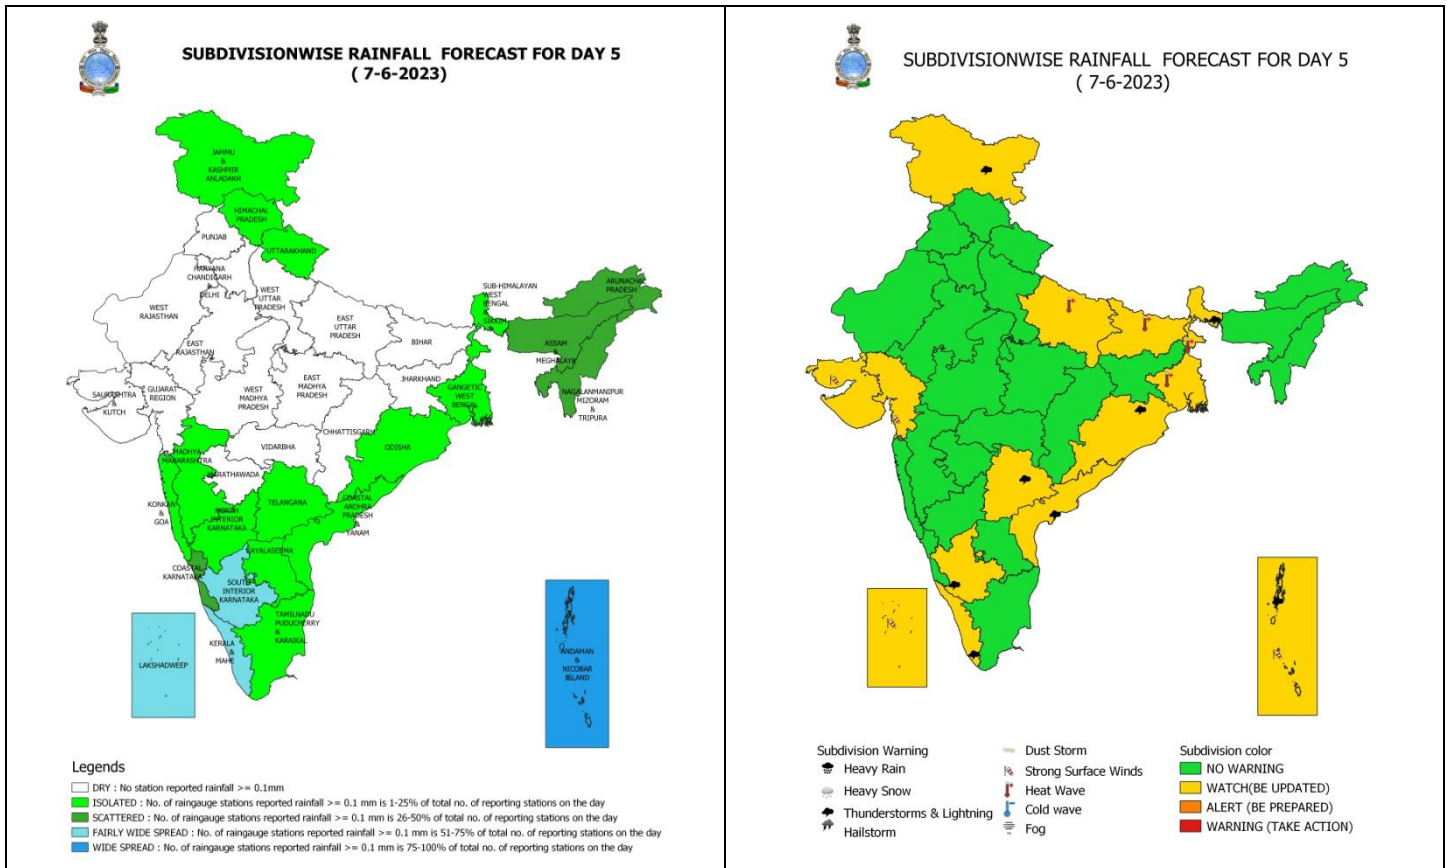 SUBDIVISIONWISE RAINFALL FORECAST FOR DAY 5
( 7-6-2023)
JAMMU
&
KASHMIR
ANLADAKH
HIMACHAL
PRADESH
PUNJAB
UTTARAKHAND
HARYANA
CHANDIGARH
&
DELHI
WEST
UTTAR
PRADESH
WEST
RAJASTHAN
EAST
RAJASTHAN
EAST
UTTAR
PRADESH
BIHAR
SUB-HIMALAYAN
WEST
BENGAL
&
SIKKIM
ARUNACHAL
PRADESH
ASSAM
&
MEGHALAYA
NAGALANMANIPUR
MIZORAM
&
TRIPURA
SAURASHTRA
&
KUTCH
GUJARAT
REGION
WEST
MADHYA
PRADESH
EAST
MADHYA
PRADESH
JHARKHAND
GANGETIC
WEST
BENGAL
CHHATTISGARH
ODISHA
VIDARBHA
MADHYA
MAHARASHTRA
MARATHAWADA
KONKAN
&
GOA
TELANGANA
NORTH
INTERIOR
KARNATAKA
COASTAL
ANDHRA
PRADESH
&
YANAM
RAYALASEEMA
COASTAL
KARNATAKA
SOUTH
INTERIOR
KARNATAKA
TAMILNADU
PUDUCHERRY
&
KARAIKAL
KERALA
&
MAHE
LAKSHADWEEP
ANDAMAN
&
NICOBAR
ISLAND
Legends
DRY : No station reported rainfall >= 0.1mm
ISOLATED : No. of raingauge stations reported rainfall >= 0.1 mm is 1-25% of total no. of reporting stations on the day
SCATTERED : No. of raingauge stations reported rainfall >= 0.1 mm is 26-50% of total no. of reporting stations on the day
FAIRLY WIDE SPREAD : No. of raingauge stations reported rainfall >= 0.1 mm is 51-75% of total no. of reporting stations on the day
WIDE SPREAD : No. of raingauge stations reported rainfall >= 0.1 mm is 75-100% of total no. of reporting stations on the day
SUBDIVISIONWISE RAINFALL FORECAST FOR DAY 5
( 7-6-2023)
Subdivision Warning
Heavy Rain
Heavy Snow
Thunderstorms & Lightning
Hailstorm
Dust Storm
Strong Surface Winds
Heat Wave
Cold wave
Fog
Subdivision color
NO WARNING
WATCH(BE UPDATED)
ALERT (BE PREPARED)
WARNING (TAKE ACTION)